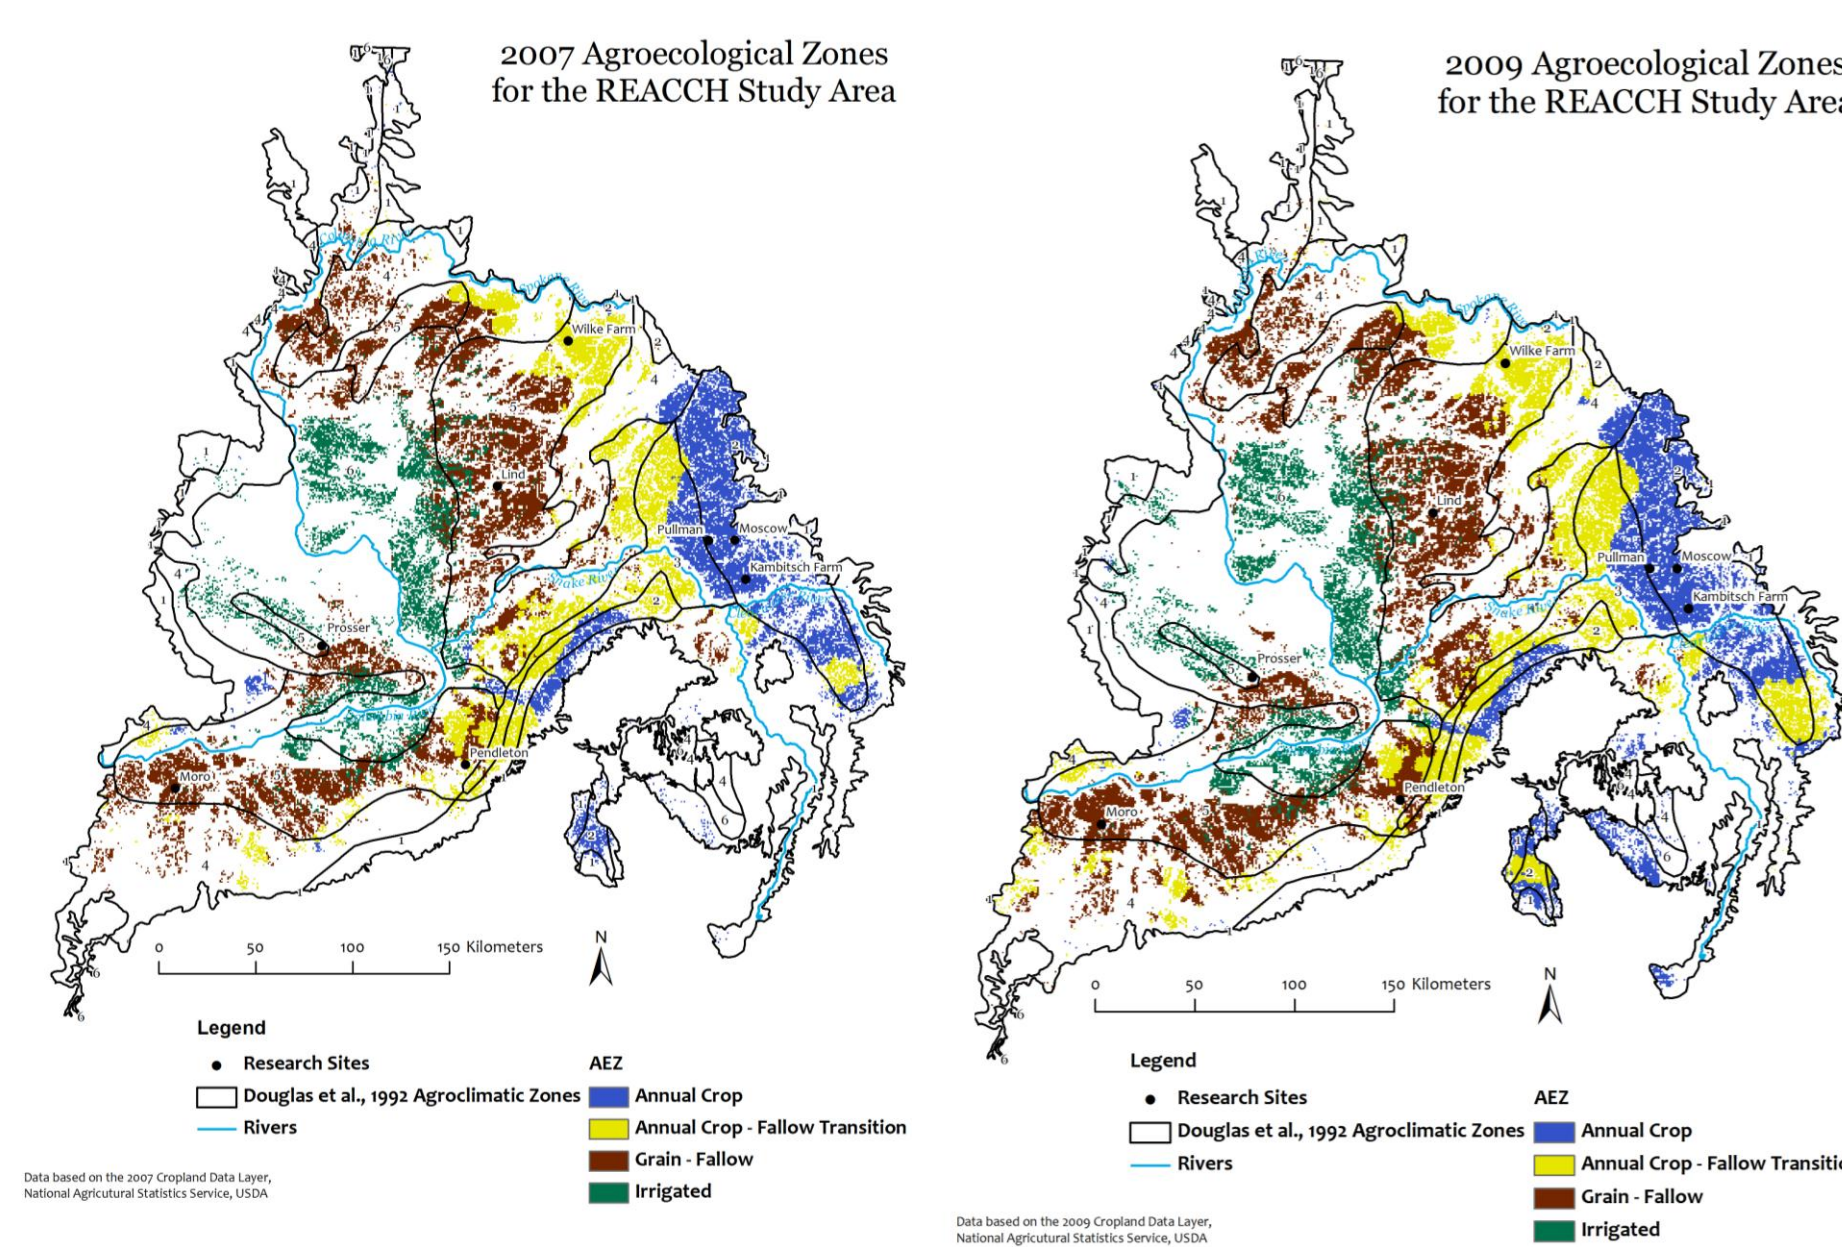 2007 Agroecological Zones
for the REACCH Study Area
Columbia River
Spokane River
Wilke Farm
Lind
Pullman
Moscow
Kambitsch Farm
Snake River
Prosser
Pendleton
Moro
0 50 100 150 Kilometers
N
Legend
Research Sites
Douglas et al., 1992 Agroclimatic Zones
Rivers
AEZ
Annual Crop
Annual Crop - Fallow Transition
Grain - Fallow
Irrigated
Data based on the 2007 Cropland Data Layer,
National Agricutural Statistics Service, USDA
2009 Agroecological Zones
for the REACCH Study Area
Spokane River
Wilke Farm
Lind
Pullman
Moscow
Kambitsch Farm
Snake River
Prosser
Pendleton
Moro
0 50 100 150 Kilometers
N
Legend
Research Sites
Douglas et al., 1992 Agroclimatic Zones
Rivers
AEZ
Annual Crop
Annual Crop - Fallow Transitio
Grain - Fallow
Irrigated
Data based on the 2009 Cropland Data Layer,
National Agricutural Statistics Service, USDA